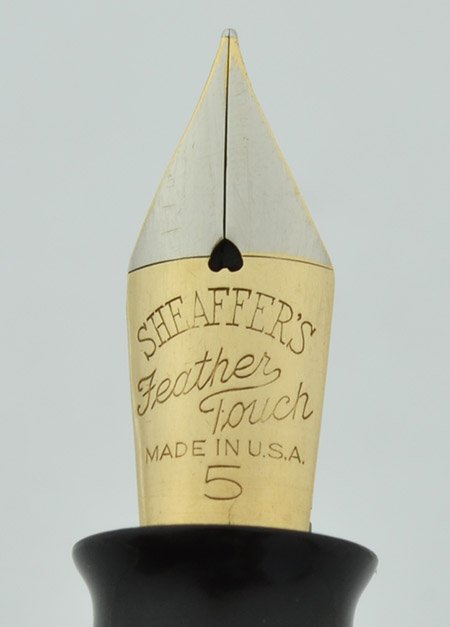 SHEAFFER'S
Feather
Touch
MADE IN U.S.A.
5